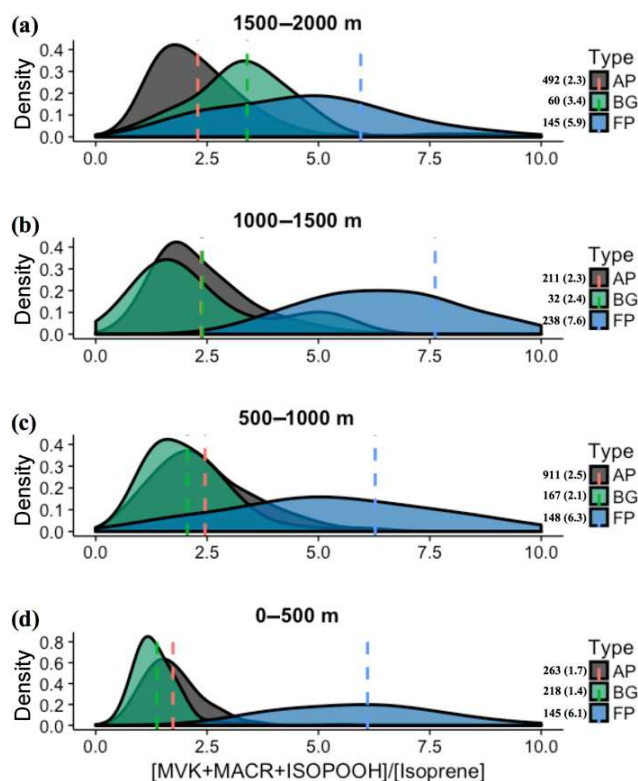 (a)
1500–2000 m
Density
0.4
0.3
0.2
0.1
0.0
0.0 2.5 5.0 7.5 10.0
Type
492 (2.3) AP
60 (3.4) BG
145 (5.9) FP
(b)
1000–1500 m
Density
0.4
0.3
0.2
0.1
0.0
0.0 2.5 5.0 7.5 10.0
Type
211 (2.3) AP
32 (2.4) BG
238 (7.6) FP
(c)
500–1000 m
Density
0.4
0.3
0.2
0.1
0.0
0.0 2.5 5.0 7.5 10.0
Type
911 (2.5) AP
167 (2.1) BG
148 (6.3) FP
(d)
0–500 m
Density
0.8
0.6
0.4
0.2
0.0
0.0 2.5 5.0 7.5 10.0
Type
263 (1.7) AP
218 (1.4) BG
145 (6.1) FP
[MVK+MACR+ISOPOOH]/[Isoprene]